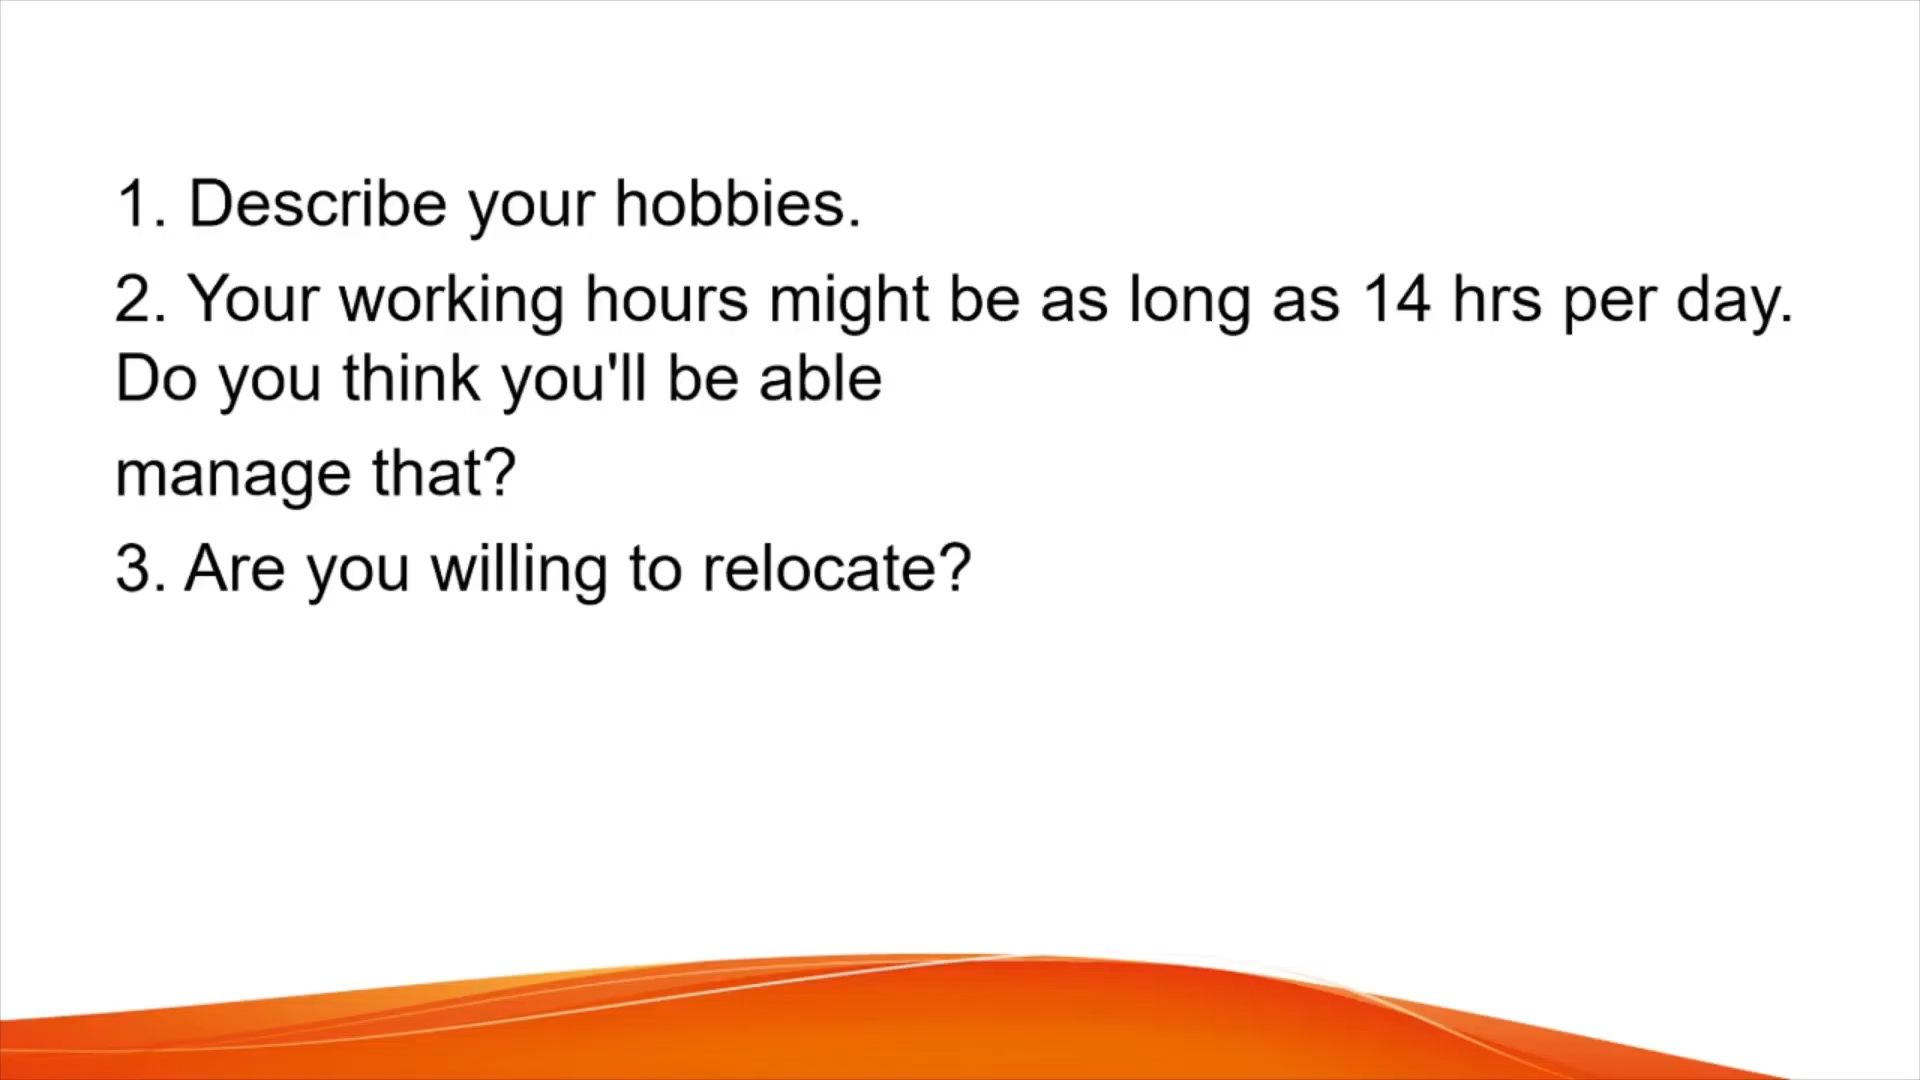 1. Describe your hobbies.
2. Your working hours might be as long as 14 hrs per day.
Do you think you'll be able
manage that?
3. Are you willing to relocate?